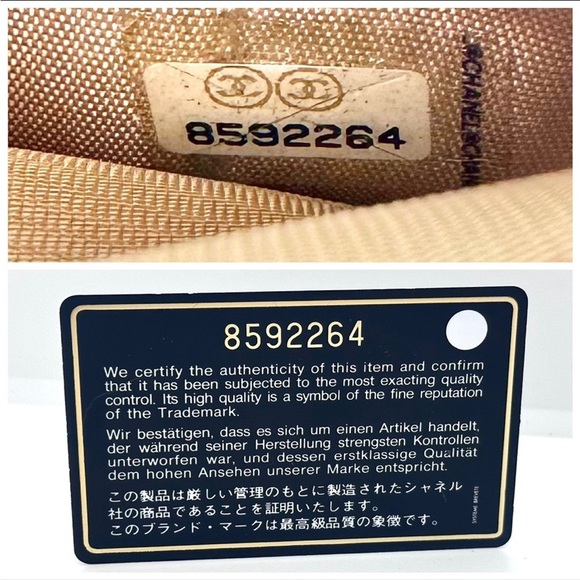 8592264
CHANEL
8592264
We certify the authenticity of this item and confirm
that it has been subjected to the most exacting quality
control. Its high quality is a symbol of the fine reputation
of the Trademark.
Wir bestätigen, dass es sich um einen Artikel handelt,
der während seiner Herstellung strengsten Kontrollen
unterworfen war, und dessen erstklassige Qualität
dem hohen Ansehen unserer Marke entspricht.
この製品は厳しい管理のもとに製造されたシャネル
社の商品であることを証明いたします。
このブランド・マークは最高級品質の象徴です。